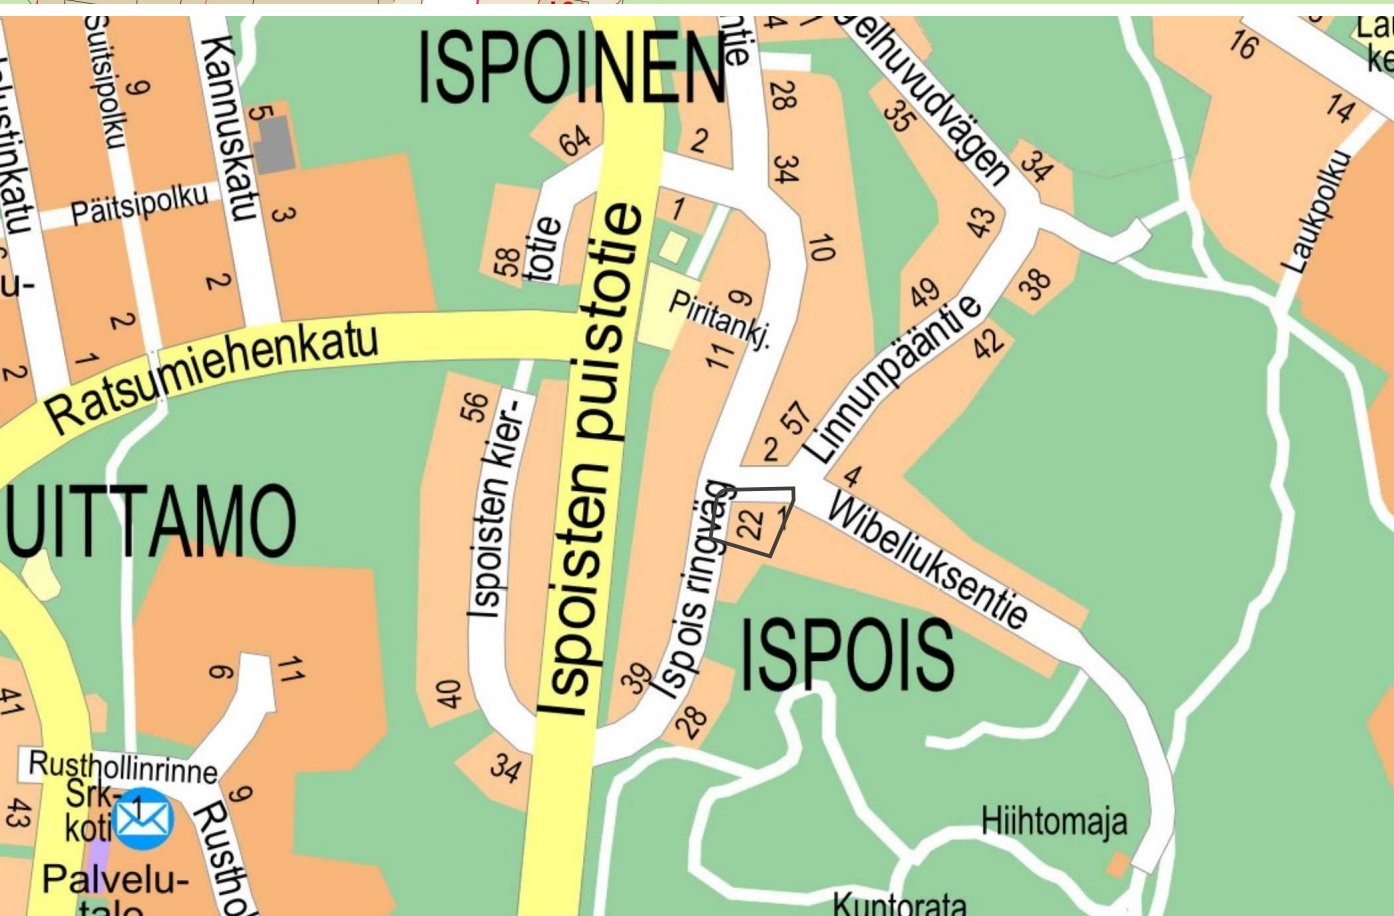 Suitsipolku
9
Kannuskatu
5
ISPOINEN
64
2
28
34
35
34
16
14
Laukpolku
Päitsipolku
3
58
totie
1
10
43
38
2
2
1
2
Ratsumiehenkatu
Ispoisten puistotie
9
Piritankj.
11
49
Linnunpääntie
42
56
Ispoisten kier-
57
2
4
UITTAMO
22
1
Wibeliuksentie
Ispois ringväg
ISPOIS
6
11
40
39
28
41
34
Rusthollinrinne
Srk-
koti
1
43
9
Hiihtomaja
Palvelu-
Kuntorata